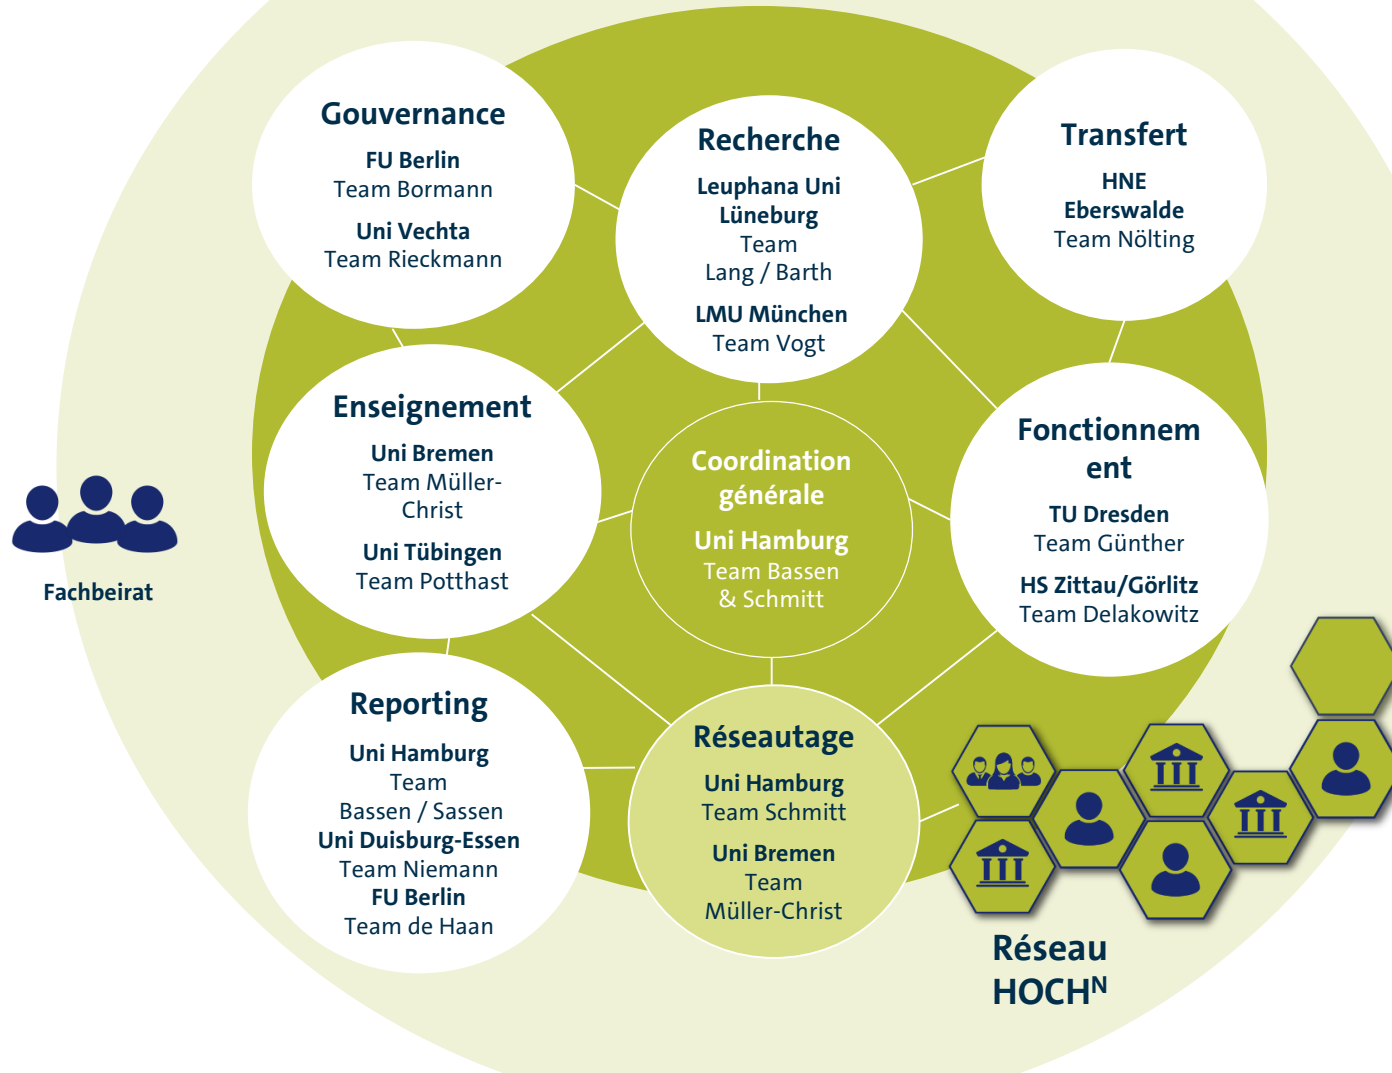 Gouvernance
FU Berlin
Team Bormann
Uni Vechta
Team Rieckmann
Recherche
Leuphana Uni
Lüneburg
Team
Lang / Barth
LMU München
Team Vogt
Transfert
HNE
Eberswalde
Team Nölting
Enseignement
Uni Bremen
Team Müller-
Christ
Uni Tübingen
Team Potthast
Coordination
générale
Uni Hamburg
Team Bassen
& Schmitt
Fonctionnem
ent
TU Dresden
Team Günther
HS Zittau/Görlitz
Team Delakowitz
Fachbeirat
Reporting
Uni Hamburg
Team
Bassen / Sassen
Uni Duisburg-Essen
Team Niemann
FU Berlin
Team de Haan
Réseautage
Uni Hamburg
Team Schmitt
Uni Bremen
Team
Müller-Christ
Réseau
HOCHᴺ